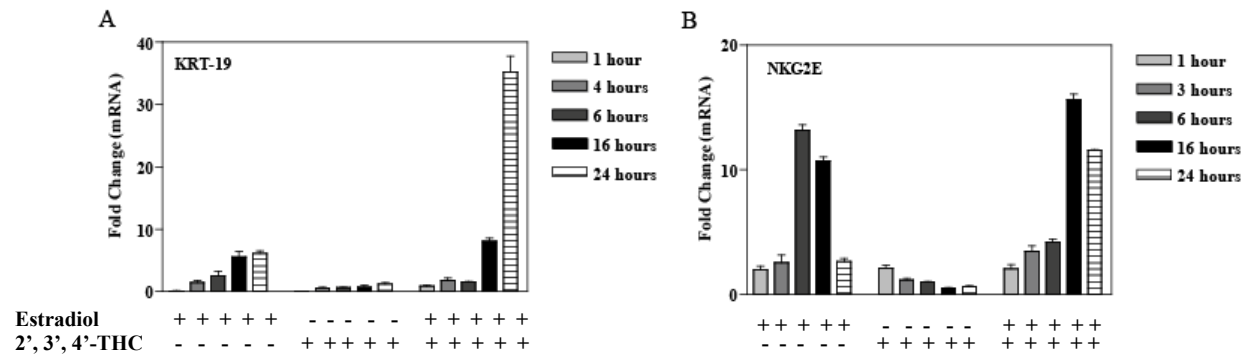 A
KRT-19
Fold Change (mRNA)
40
30
20
10
0
1 hour
4 hours
6 hours
16 hours
24 hours
B
NKG2E
Fold Change (mRNA)
20
10
0
1 hour
3 hours
6 hours
16 hours
24 hours
Estradiol + + + + + - - - - - + + + + + + + + + + - - - - - + + + + +
2’, 3’, 4’-THC - - - - - + + + + + + + + + + - - - - - + + + + + + + + + +